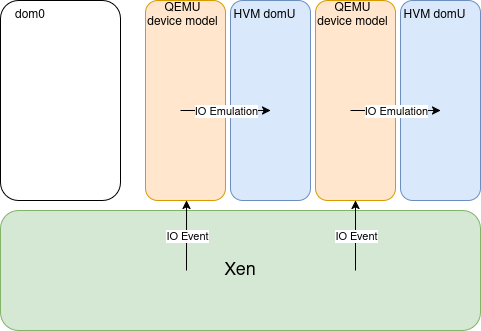 dom0
QEMU
device model
HVM domU
QEMU
device model
HVM domU
IO Emulation
IO Emulation
IO Event
IO Event
Xen